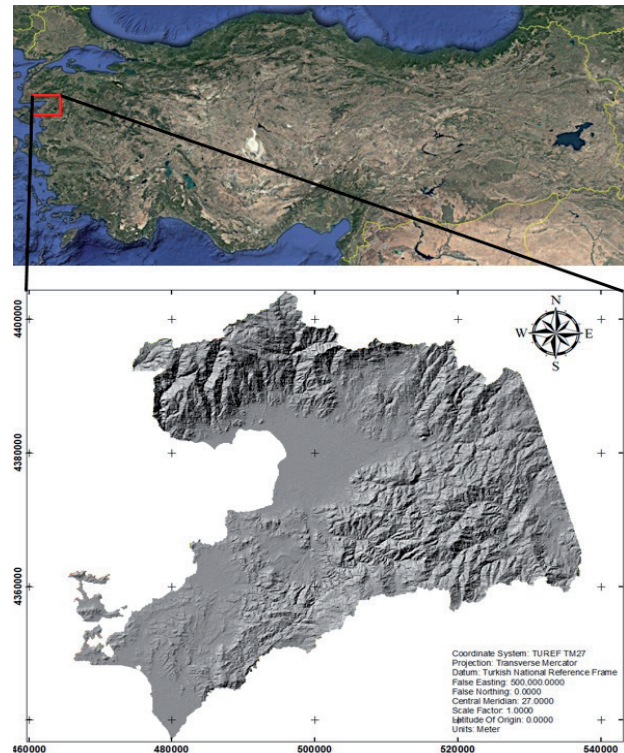 N
W E
S
4400000
4380000
4360000
460000 480000 500000 520000 540000
Coordinate System: TUREF TM27
Projection: Transverse Mercator
Datum: Turkish National Reference Frame
False Easting: 500,000.0000
False Northing: 0.0000
Central Meridian: 27.0000
Scale Factor: 1.0000
Latitude Of Origin: 0.0000
Units: Meter